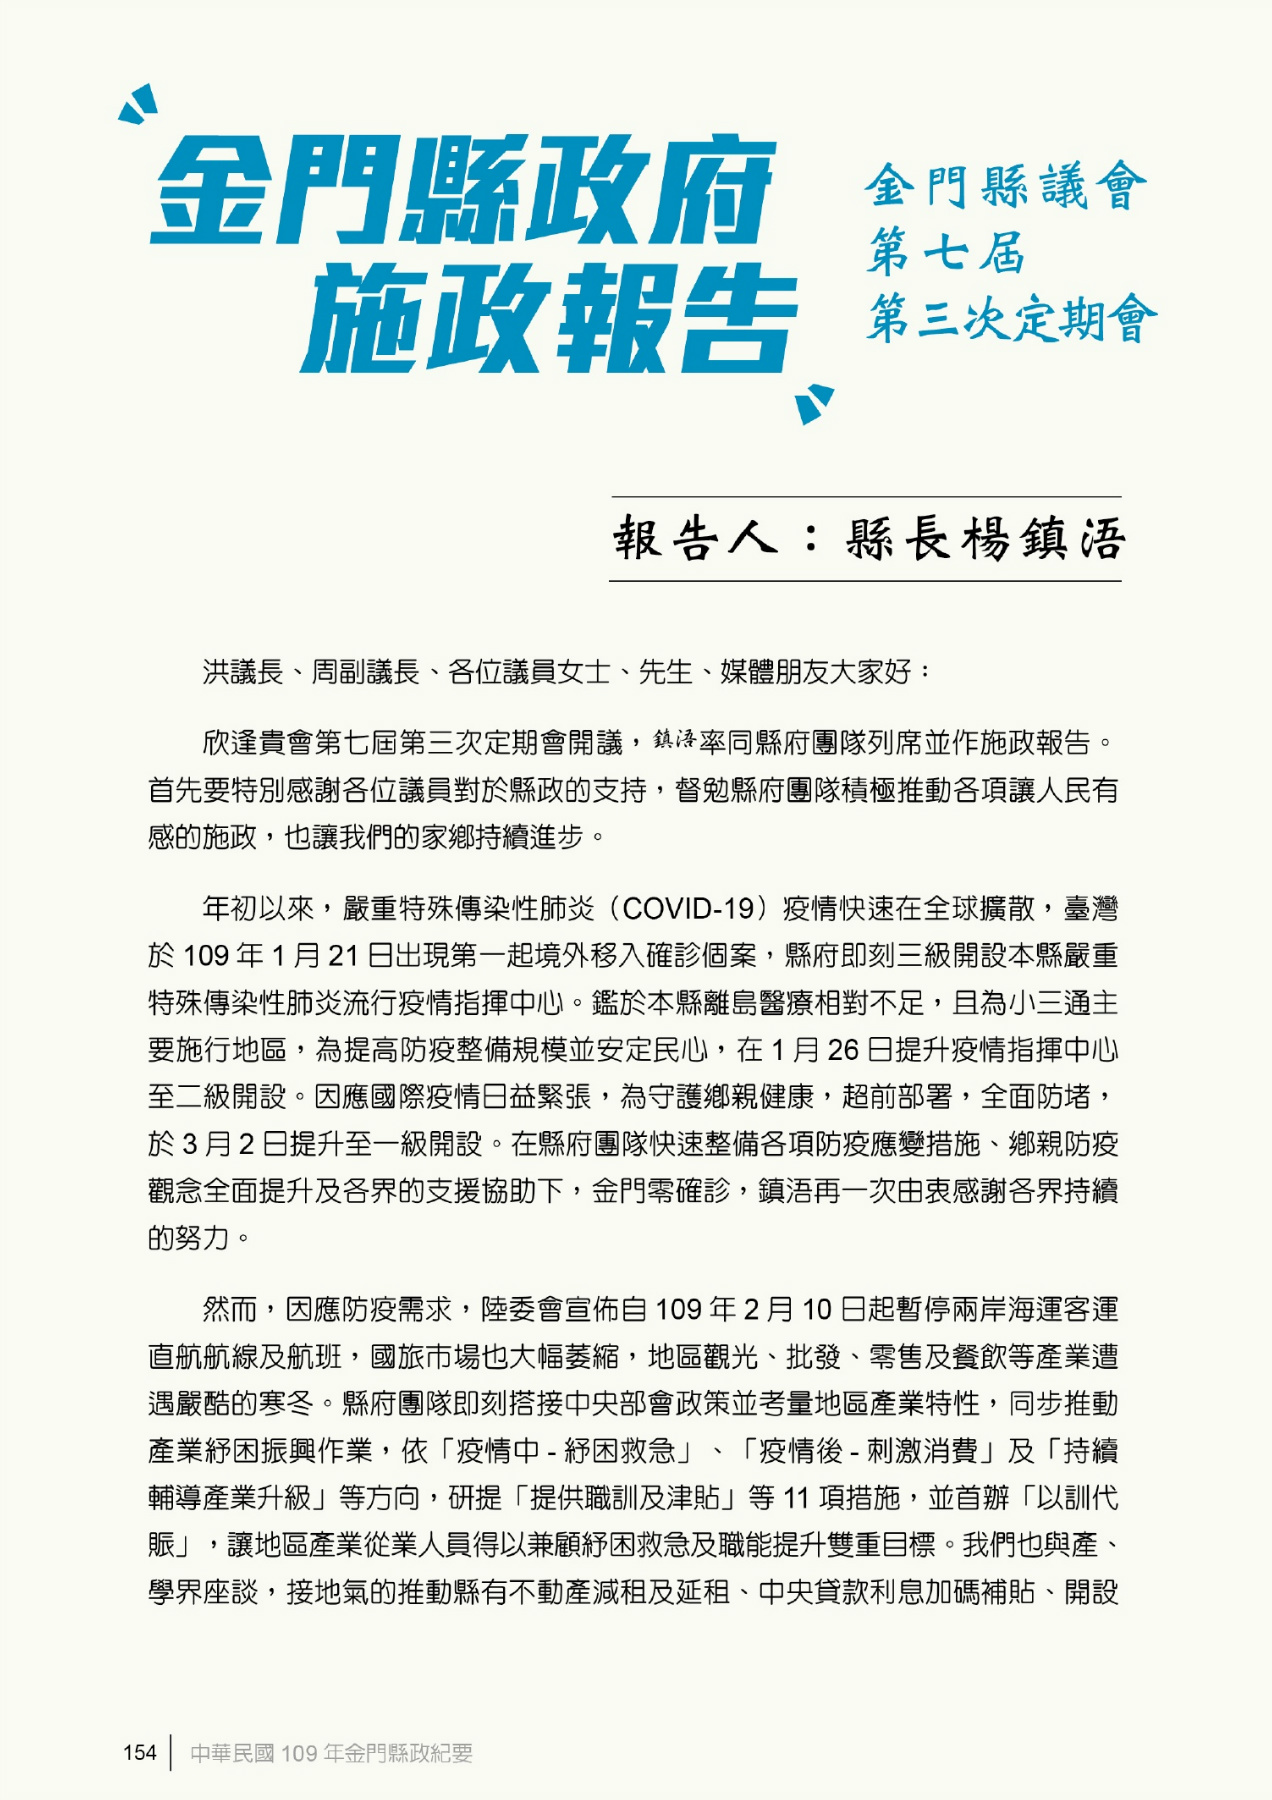 金門縣政府
施政報告
金門縣議會
第七屆
第三次定期會
報告人：縣長楊鎮浯
洪議長、周副議長、各位議員女士、先生、媒體朋友大家好：
欣逢貴會第七屆第三次定期會開議，鎮浯率同縣府團隊列席並作施政報告。
首先要特別感謝各位議員對於縣政的支持，督勉縣府團隊積極推動各項讓人民有
感的施政，也讓我們的家鄉持續進步。
年初以來，嚴重特殊傳染性肺炎（COVID-19）疫情快速在全球擴散，臺灣
於 109 年 1 月 21 日出現第一起境外移入確診個案，縣府即刻三級開設本縣嚴重
特殊傳染性肺炎流行疫情指揮中心。鑑於本縣離島醫療相對不足，且為小三通主
要施行地區，為提高防疫整備規模並安定民心，在 1 月 26 日提升疫情指揮中心
至二級開設。因應國際疫情日益緊張，為守護鄉親健康，超前部署，全面防堵，
於 3 月 2 日提升至一級開設。在縣府團隊快速整備各項防疫應變措施、鄉親防疫
觀念全面提升及各界的支援協助下，金門零確診，鎮浯再一次由衷感謝各界持續
的努力。
然而，因應防疫需求，陸委會宣佈自 109 年 2 月 10 日起暫停兩岸海運客運
直航航線及航班，國旅市場也大幅萎縮，地區觀光、批發、零售及餐飲等產業遭
遇嚴酷的寒冬。縣府團隊即刻搭接中央部會政策並考量地區產業特性，同步推動
產業紓困振興作業，依「疫情中 - 紓困救急」、「疫情後 - 刺激消費」及「持續
輔導產業升級」等方向，研提「提供職訓及津貼」等 11 項措施，並首辦「以訓代
賑」，讓地區產業從業人員得以兼顧紓困救急及職能提升雙重目標。我們也與產、
學界座談，接地氣的推動縣有不動產減租及延租、中央貸款利息加碼補貼、開設
154 中華民國 109 年金門縣政紀要